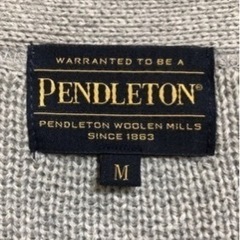 WARRANTED TO BE A
PENDLETON®
PENDLETON WOOLEN MILLS
SINCE 1863
M